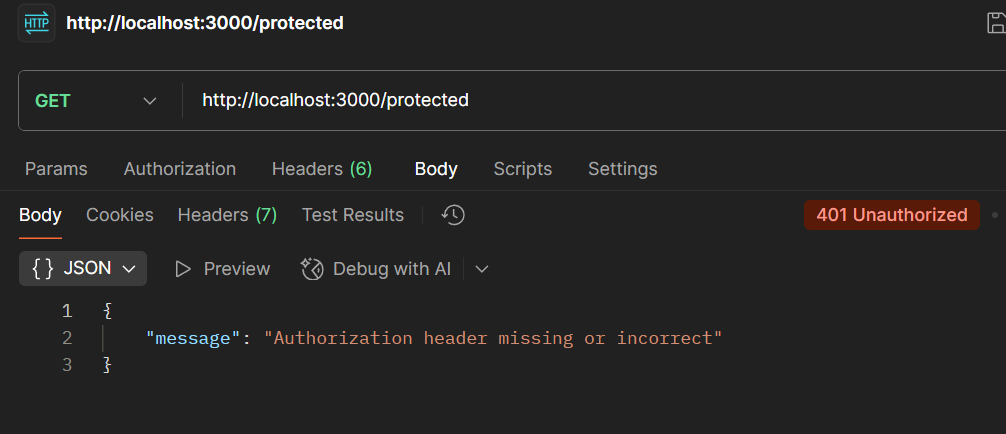 HTTP http://localhost:3000/protected
GET http://localhost:3000/protected
Params Authorization Headers (6) Body Scripts Settings
Body Cookies Headers (7) Test Results 401 Unauthorized
{ } JSON Preview Debug with AI
1 {
2 "message": "Authorization header missing or incorrect"
3 }